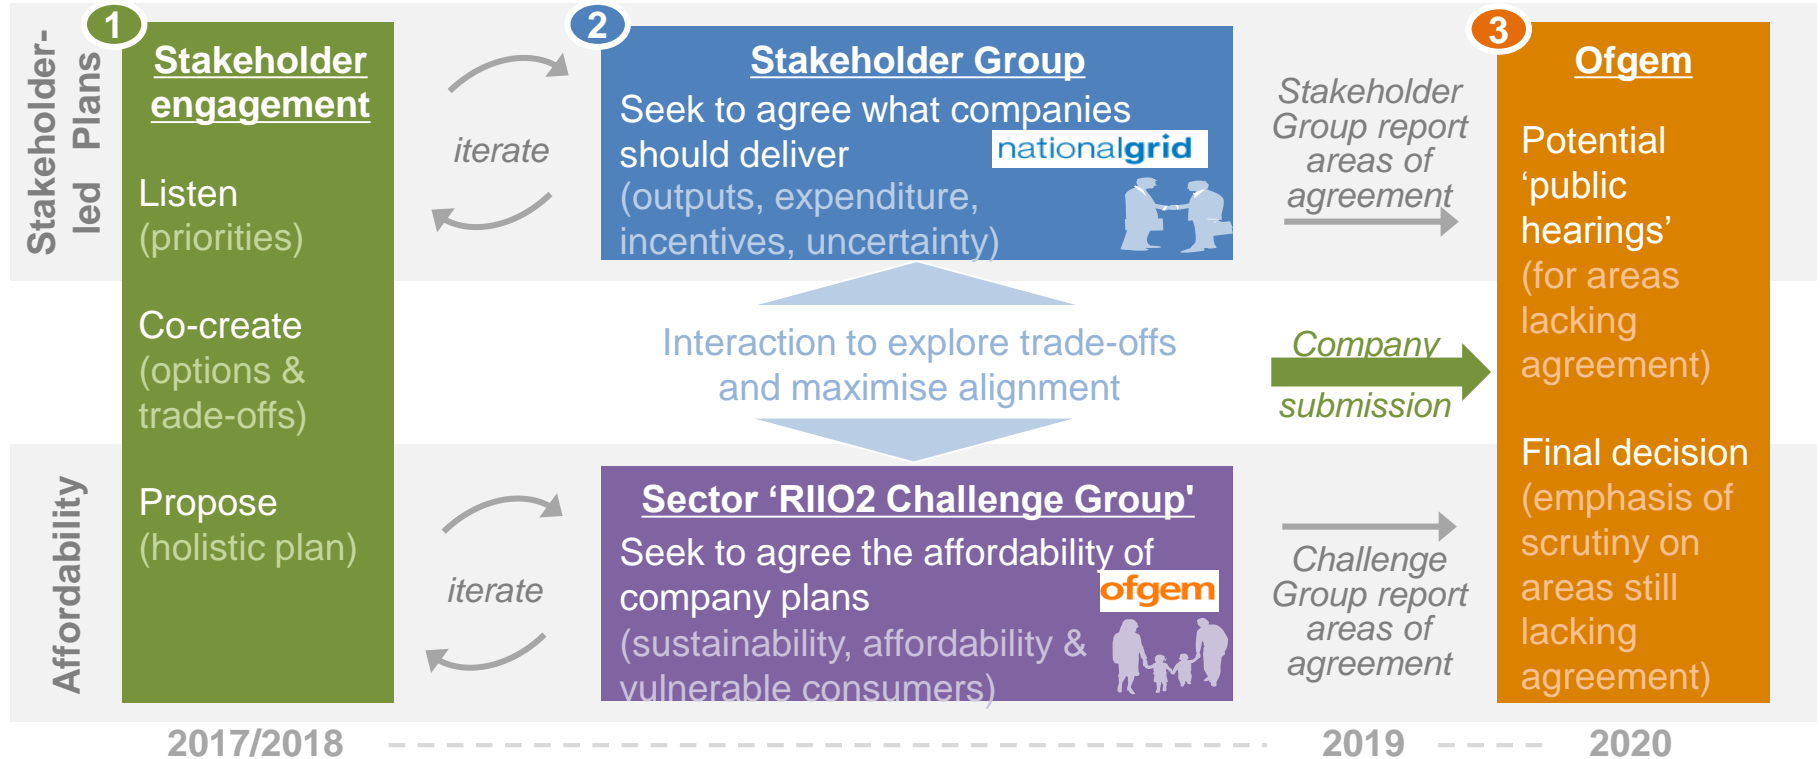 Stakeholder-
led Plans
1
Stakeholder
engagement
Listen
(priorities)
Co-create
(options &
trade-offs)
Propose
(holistic plan)
iterate
2
Stakeholder Group
Seek to agree what companies
should deliver
nationalgrid
(outputs, expenditure,
incentives, uncertainty)
Stakeholder
Group report
areas of
agreement
Interaction to explore trade-offs
and maximise alignment
Company
submission
Affordability
iterate
Sector ‘RIIO2 Challenge Group'
Seek to agree the affordability of
company plans
ofgem
(sustainability, affordability &
vulnerable consumers)
Challenge
Group report
areas of
agreement
3
Ofgem
Potential
‘public
hearings’
(for areas
lacking
agreement)
Final decision
(emphasis of
scrutiny on
areas still
lacking
agreement)
2017/2018
2019
2020